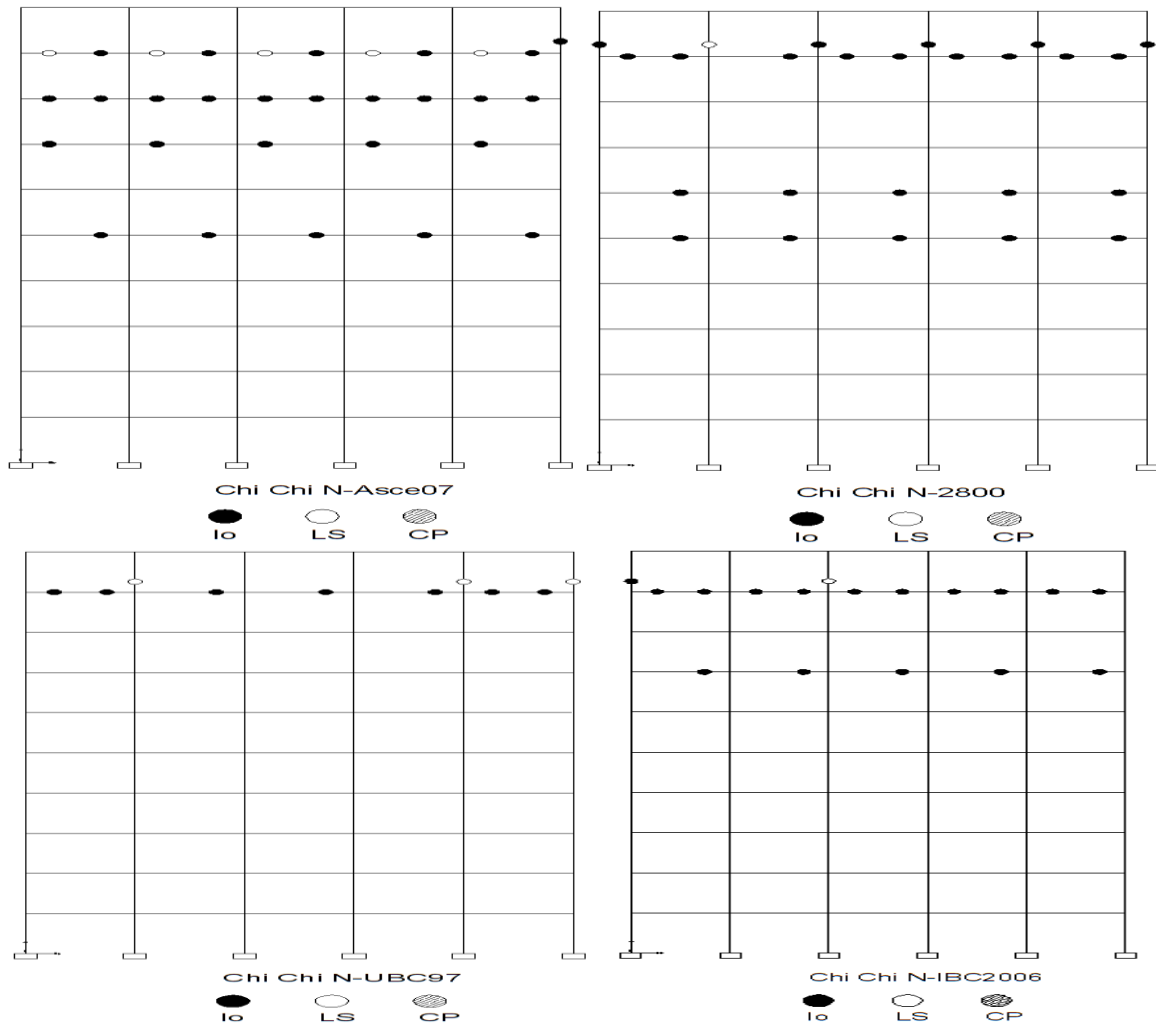 Chi Chi N-Asce07
Io LS CP
Chi Chi N-2800
Io LS CP
Chi Chi N-UBC97
Io LS CP
Chi Chi N-IBC2006
Io LS CP